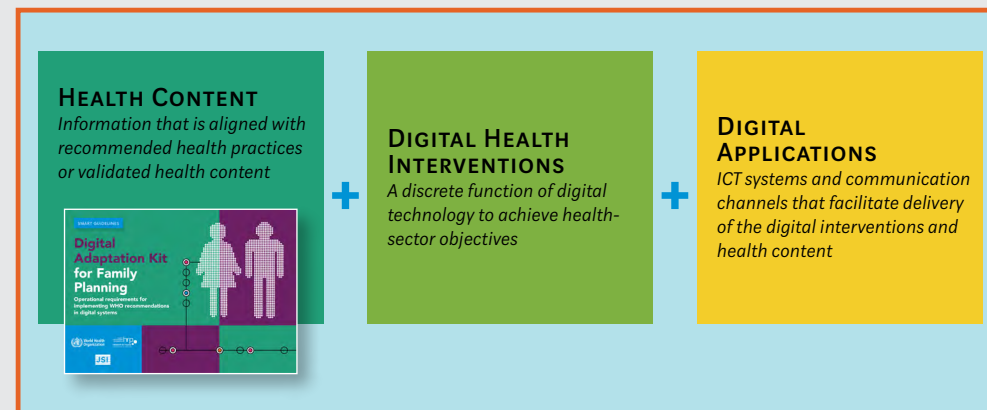 HEALTH CONTENT
Information that is aligned with
recommended health practices
or validated health content
SMART GUIDELINES
Digital
Adaptation Kit
for Family
Planning
Operational requirements for
implementing WHO recommendations
in digital systems
World Health
Organization
hrp
JSI
+
DIGITAL HEALTH
INTERVENTIONS
A discrete function of digital
technology to achieve health-
sector objectives
+
DIGITAL
APPLICATIONS
ICT systems and communication
channels that facilitate delivery
of the digital interventions and
health content